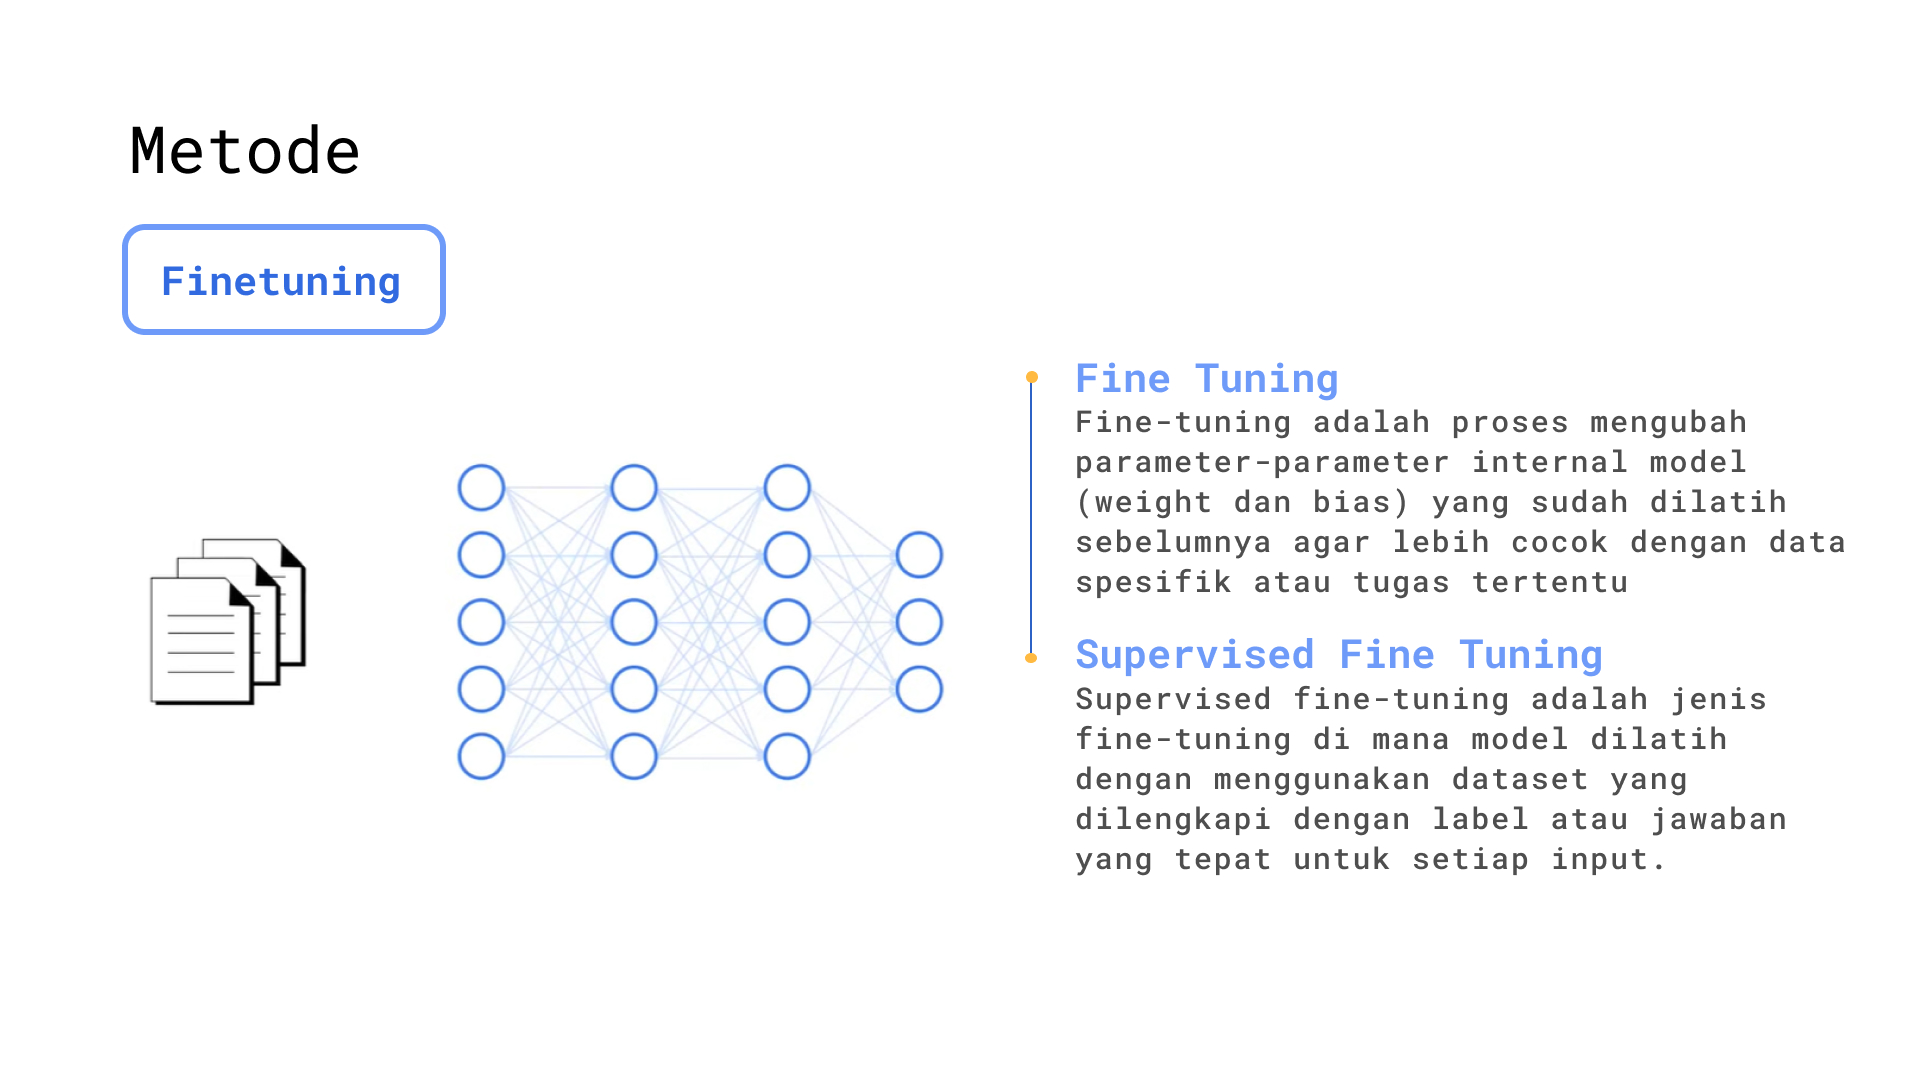 Metode
Finetuning
Fine Tuning
Fine-tuning adalah proses mengubah
parameter-parameter internal model
(weight dan bias) yang sudah dilatih
sebelumnya agar lebih cocok dengan data
spesifik atau tugas tertentu
Supervised Fine Tuning
Supervised fine-tuning adalah jenis
fine-tuning di mana model dilatih
dengan menggunakan dataset yang
dilengkapi dengan label atau jawaban
yang tepat untuk setiap input.